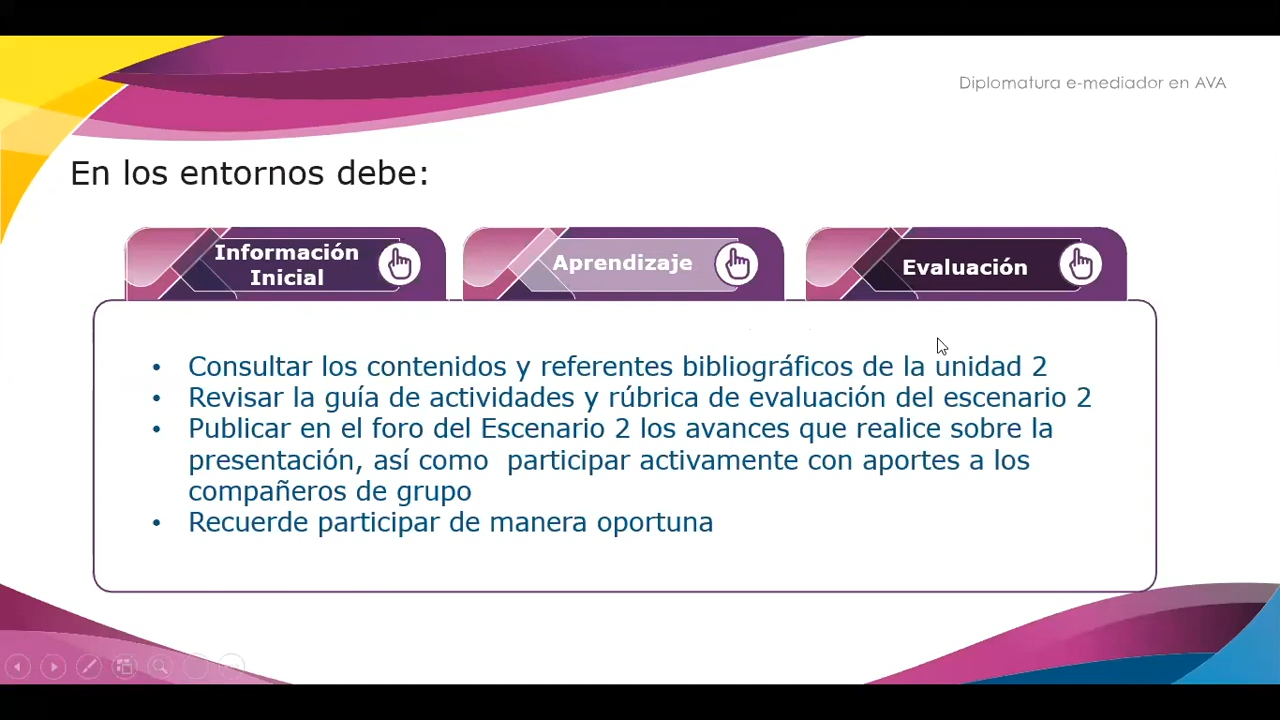 Diplomatura e-mediador en AVA
En los entornos debe:
Información
Inicial
Aprendizaje
Evaluación
• Consultar los contenidos y referentes bibliográficos de la unidad 2
• Revisar la guía de actividades y rúbrica de evaluación del escenario 2
• Publicar en el foro del Escenario 2 los avances que realice sobre la
presentación, así como  participar activamente con aportes a los
compañeros de grupo
• Recuerde participar de manera oportuna